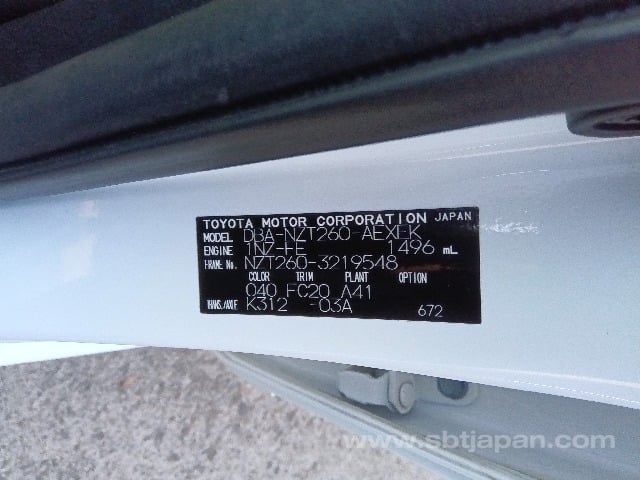 TOYOTA MOTOR CORPORATION JAPAN
MODEL DBA-NZT260-AEXEK
ENGINE 1NZ-FE 1496 mL
FRAME No. NZT260-3219548
COLOR TRIM PLANT OPTION
040 FC20 A41
TRANS./AXLE K312 -03A
672
www.sbtjapan.com